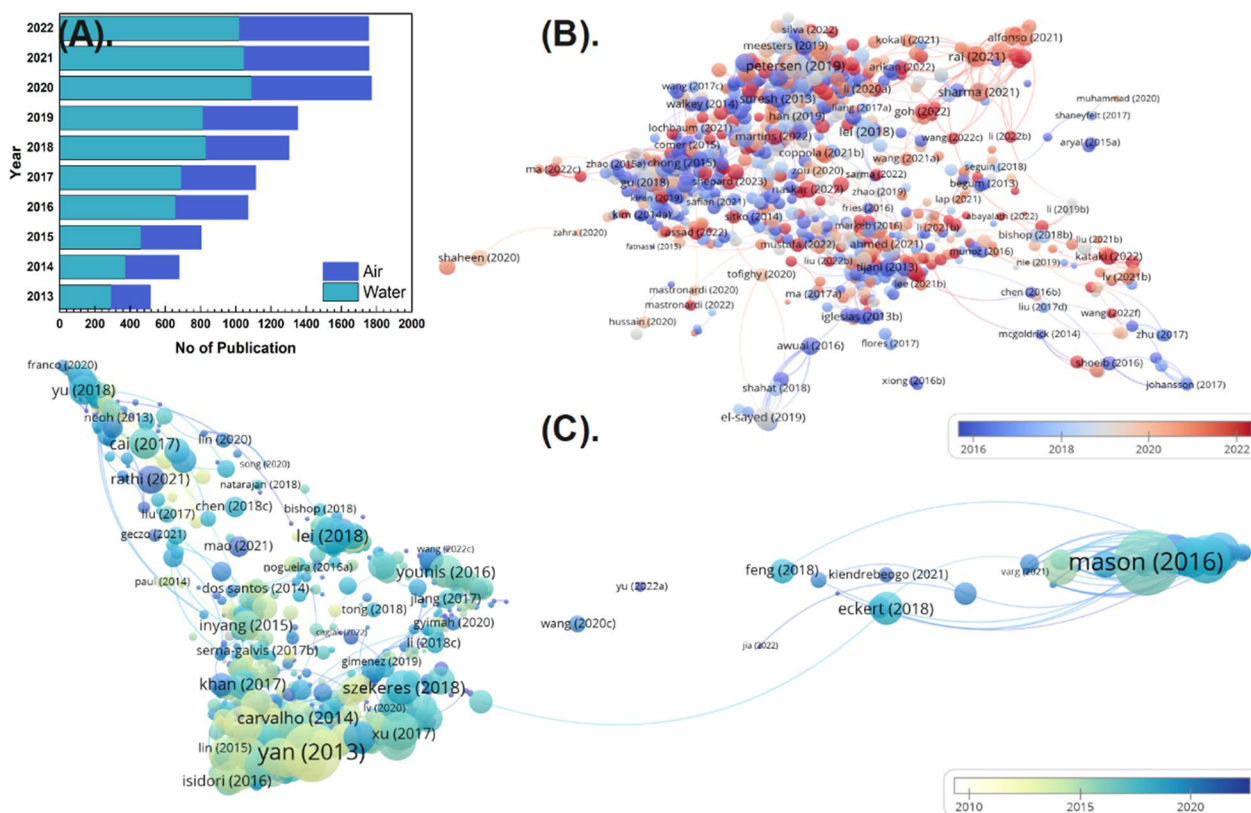 (A).
2022
2021
2020
2019
2018
2017
2016
2015
2014
2013
Year
Air
Water
0 200 400 600 800 1000 1200 1400 1600 1800 2000
No of Publication
(B).
silva (2022)
meesters (2019)
petersen (2019)
kokalj (2021)
alfonso (2021)
rai (2021)
arikan (2022)
wang (2017c)
li (2020a)
sharma (2021)
walkey (2014)
suresh (2013)
liang (2017a)
muhammad (2020)
han (2019)
goh (2022)
shaneyfelt (2017)
lochbaum (2021)
martins (2022)
lei (2018)
wang (2022c)
li (2022b)
aryal (2015a)
comer (2015)
coppola (2021b)
wang (2021a)
zhao (2015a)
chong (2015)
ma (2022c)
zou (2020)
sarma (2022)
seguin (2018)
gu (2018)
shepard (2023)
naskar (2022)
zhao (2019)
begum (2013)
kiran (2019)
safian (2021)
lap (2021)
kim (2014a)
sitko (2014)
fries (2016)
abayalath (2022)
li (2019b)
zahra (2020)
assad (2022)
markeb (2016)
li (2021b)
bishop (2018b)
fatnassi (2015)
mustafa (2022)
ahmed (2021)
munoz (2016)
liu (2021b)
shaheen (2020)
liu (2022b)
tijani (2013)
nie (2019)
kataki (2022)
tofighy (2020)
lee (2021b)
lv (2021b)
mastronardi (2020)
ma (2017a)
chen (2016b)
mastronardi (2022)
iglesias (2013b)
liu (2017d)
wang (2022f)
hussain (2020)
awual (2016)
flores (2017)
mcgoldrick (2014)
zhu (2017)
shahat (2018)
xiong (2016b)
shoeib (2016)
johansson (2017)
el-sayed (2019)
2016 2018 2020 2022
(C).
franco (2020)
yu (2018)
neoh (2013)
cai (2017)
lin (2020)
rathi (2021)
song (2020)
natarajan (2018)
liu (2017)
chen (2018c)
bishop (2018)
geczo (2021)
lei (2018)
mao (2021)
wang (2022c)
paul (2014)
nogueira (2016a)
younis (2016)
dos santos (2014)
jiang (2017)
inyang (2015)
tong (2018)
gyimah (2020)
serna-galvis (2017b)
li (2018c)
gimenez (2019)
khan (2017)
szekeres (2018)
carvalho (2014)
lv (2020)
xu (2017)
lin (2015)
yan (2013)
isidori (2016)
yu (2022a)
wang (2020c)
feng (2018)
kiendrebeogo (2021)
varg (2021)
mason (2016)
eckert (2018)
jia (2022)
2010 2015 2020